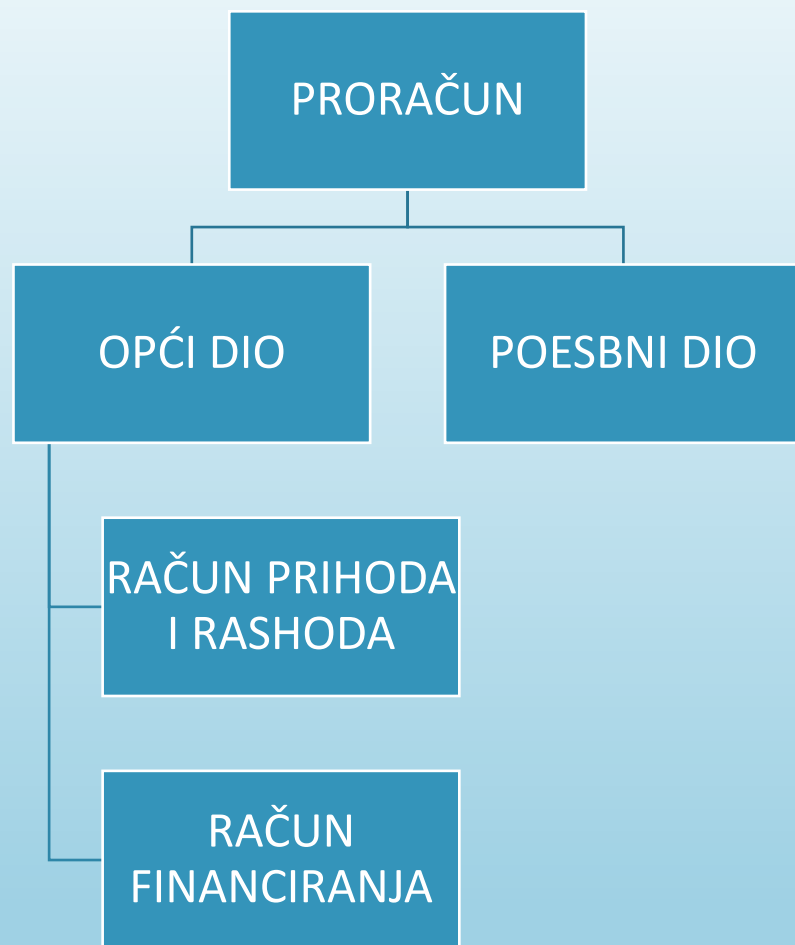 PRORAČUN
OPĆI DIO
POESBNI DIO
RAČUN PRIHODA
I RASHODA
RAČUN
FINANCIRANJA